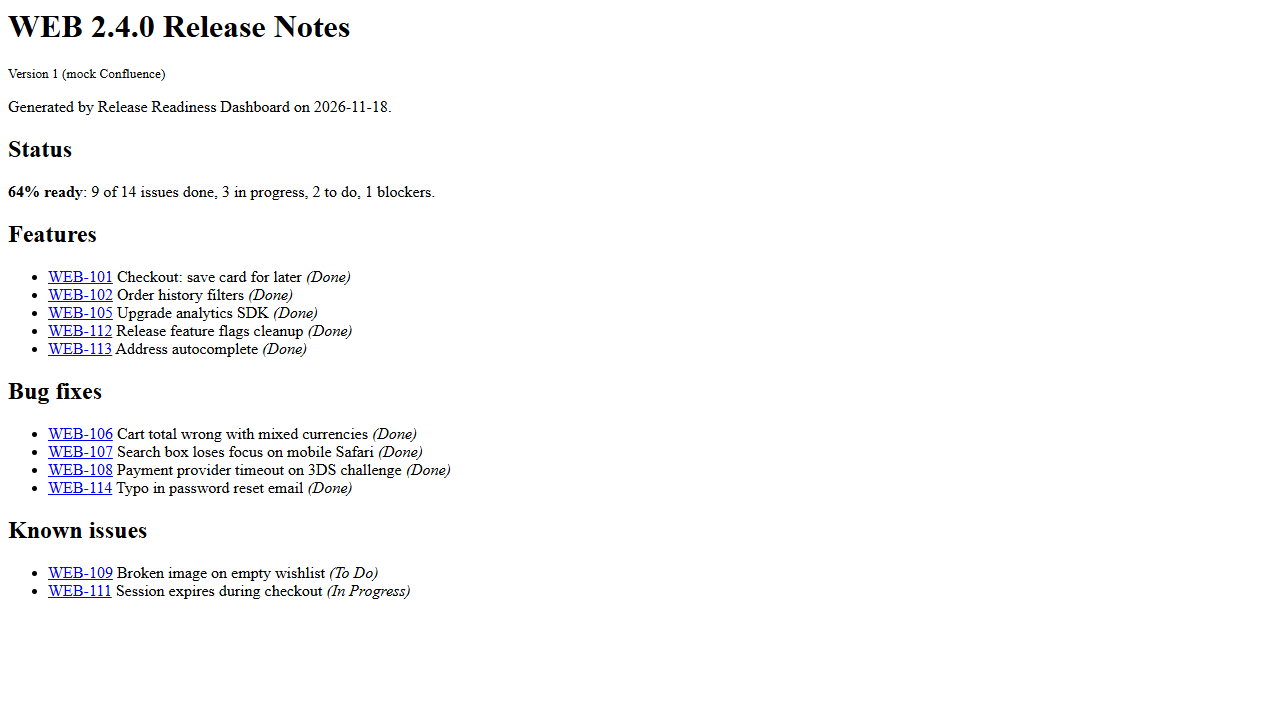 WEB 2.4.0 Release Notes
Version 1 (mock Confluence)
Generated by Release Readiness Dashboard on 2026-11-18.
Status
64% ready: 9 of 14 issues done, 3 in progress, 2 to do, 1 blockers.
Features
• WEB-101 Checkout: save card for later (Done)
• WEB-102 Order history filters (Done)
• WEB-105 Upgrade analytics SDK (Done)
• WEB-112 Release feature flags cleanup (Done)
• WEB-113 Address autocomplete (Done)
Bug fixes
• WEB-106 Cart total wrong with mixed currencies (Done)
• WEB-107 Search box loses focus on mobile Safari (Done)
• WEB-108 Payment provider timeout on 3DS challenge (Done)
• WEB-114 Typo in password reset email (Done)
Known issues
• WEB-109 Broken image on empty wishlist (To Do)
• WEB-111 Session expires during checkout (In Progress)